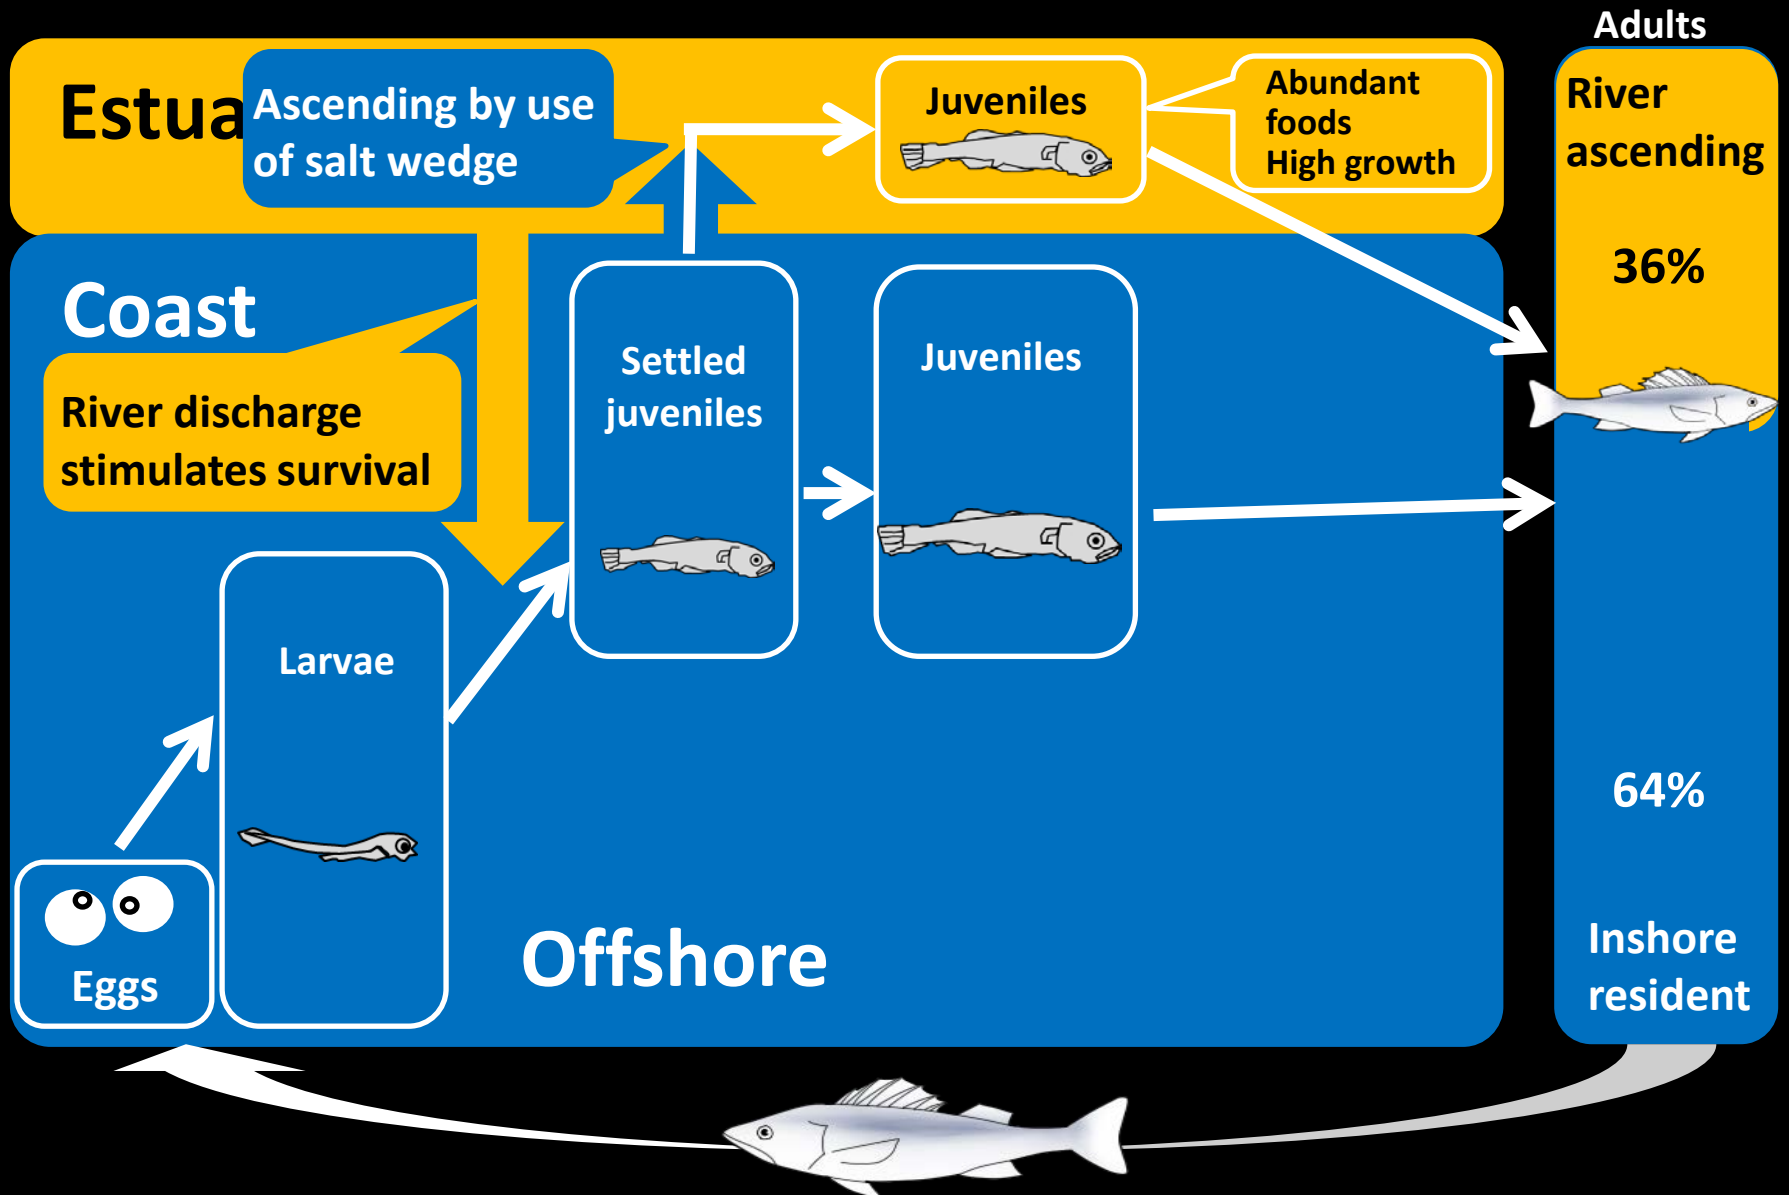 Adults
Estua
Ascending by use
of salt wedge
Juveniles
Abundant
foods
High growth
River
ascending
36%
Coast
River discharge
stimulates survival
Settled
juveniles
Juveniles
Larvae
64%
Eggs
Offshore
Inshore
resident